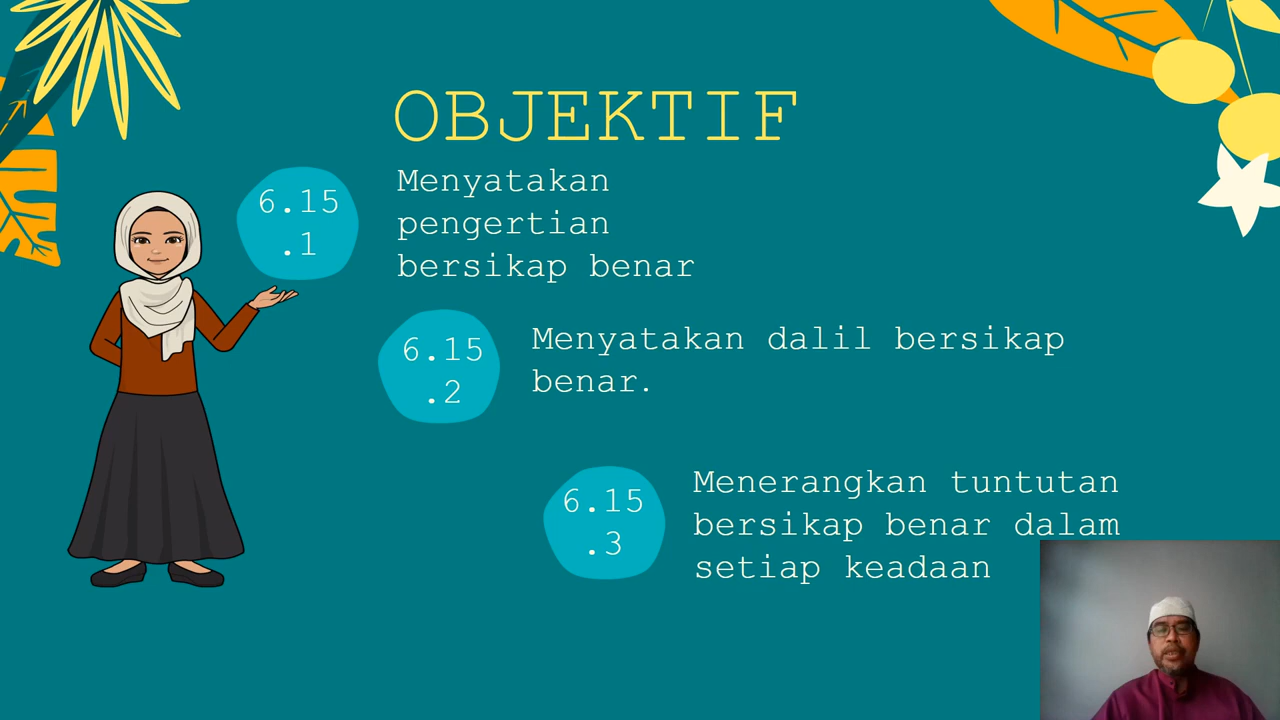 OBJEKTIF
6.15
.1
Menyatakan
pengertian
bersikap benar
6.15
.2
Menyatakan dalil bersikap
benar.
6.15
.3
Menerangkan tuntutan
bersikap benar dalam
setiap keadaan